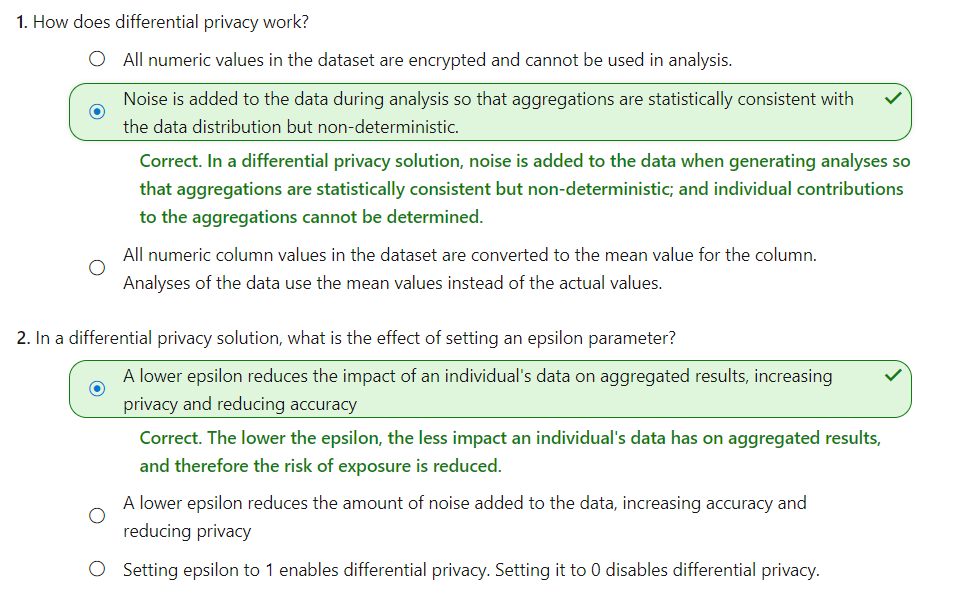 1. How does differential privacy work?
All numeric values in the dataset are encrypted and cannot be used in analysis.
Noise is added to the data during analysis so that aggregations are statistically consistent with
the data distribution but non-deterministic.
Correct. In a differential privacy solution, noise is added to the data when generating analyses so
that aggregations are statistically consistent but non-deterministic; and individual contributions
to the aggregations cannot be determined.
All numeric column values in the dataset are converted to the mean value for the column.
Analyses of the data use the mean values instead of the actual values.
2. In a differential privacy solution, what is the effect of setting an epsilon parameter?
A lower epsilon reduces the impact of an individual's data on aggregated results, increasing
privacy and reducing accuracy
Correct. The lower the epsilon, the less impact an individual's data has on aggregated results,
and therefore the risk of exposure is reduced.
A lower epsilon reduces the amount of noise added to the data, increasing accuracy and
reducing privacy
Setting epsilon to 1 enables differential privacy. Setting it to 0 disables differential privacy.